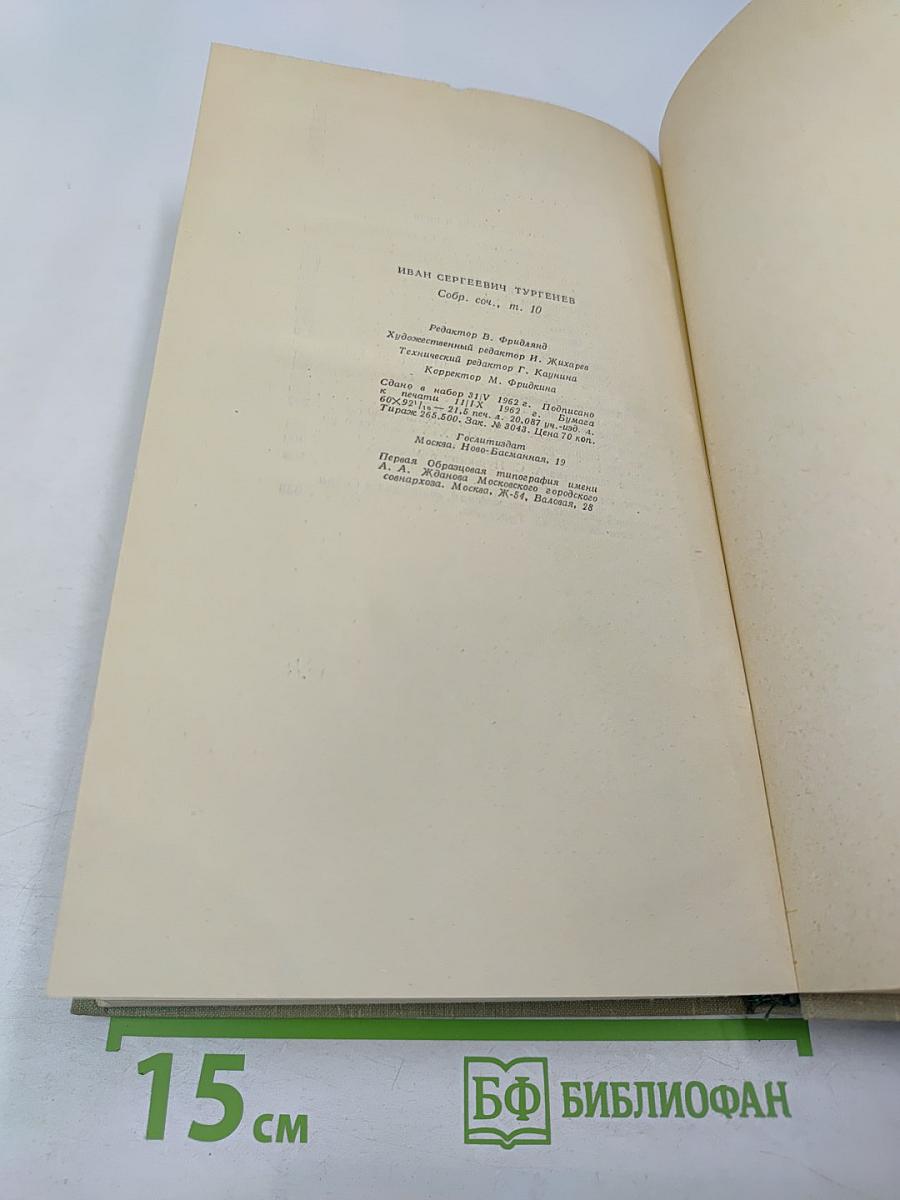 ИВАН СЕРГЕЕВИЧ ТУРГЕНЕВ
Собр. соч., т. 10
Редактор В. Фридлянд
Художественный редактор И. Жихарев
Технический редактор Г. Каунина
Корректор М. Фридкина
Сдано в набор 31/V 1962 г. Подписано
к печати 11/IX 1962 г. Бумага
60×92 1/16 — 21,5 печ. л. 20,087 уч.-изд. л.
Тираж 265.500. Зак. № 3043. Цена 70 коп.
Гослитиздат
Москва, Ново-Басманная, 19
Первая Образцовая типография имени
А. А. Жданова Московского городского
совнархоза. Москва, Ж-54, Валовая, 28
15 см
БФ БИБЛИОФАН